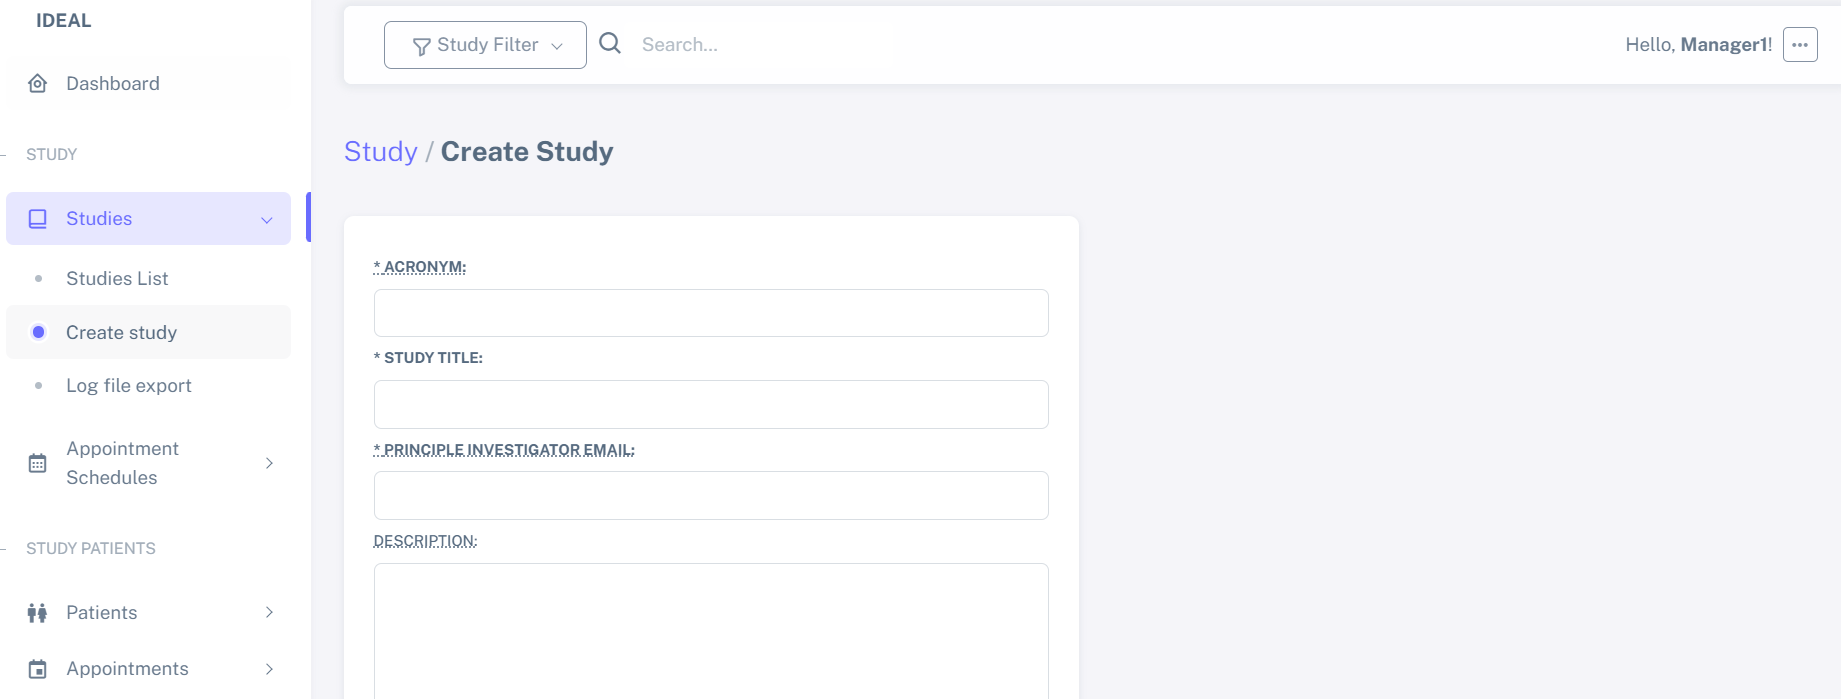 IDEAL
Dashboard
STUDY
Studies
Studies List
Create study
Log file export
Appointment
Schedules
STUDY PATIENTS
Patients
Appointments
Study Filter
Search...
Hello, Manager1!
Study / Create Study
* ACRONYM:
* STUDY TITLE:
* PRINCIPLE INVESTIGATOR EMAIL:
DESCRIPTION: